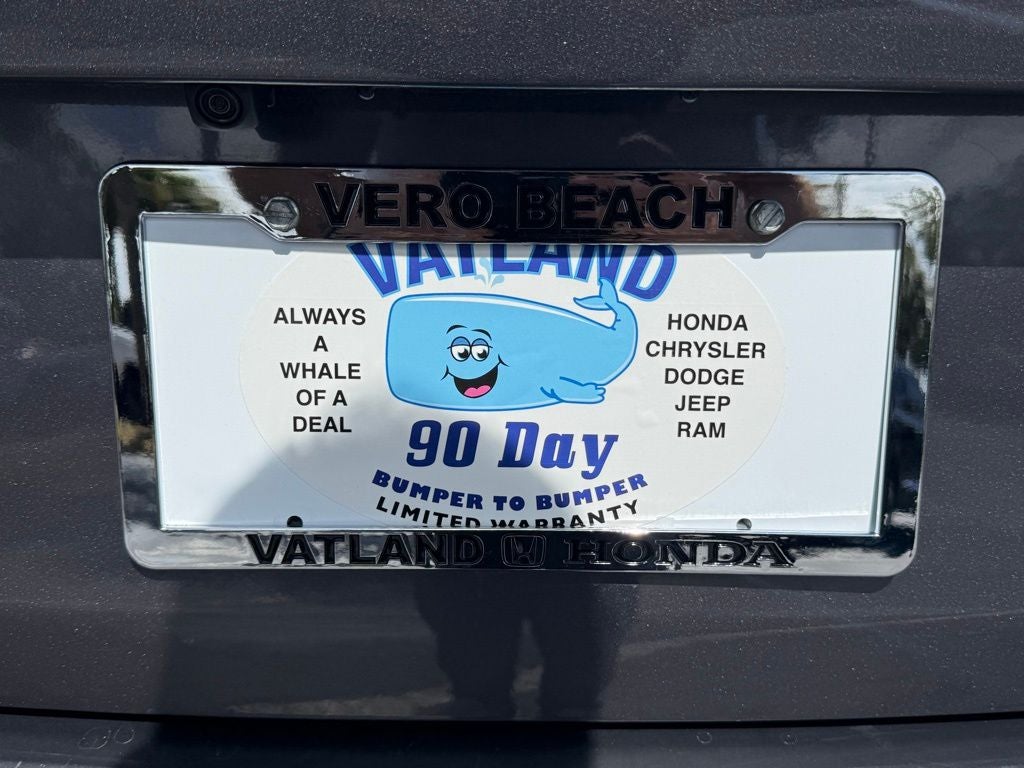 VERO BEACH
VATLAND
ALWAYS
A
WHALE
OF A
DEAL
HONDA
CHRYSLER
DODGE
JEEP
RAM
90 Day
BUMPER TO BUMPER
LIMITED WARRANTY
VATLAND HONDA